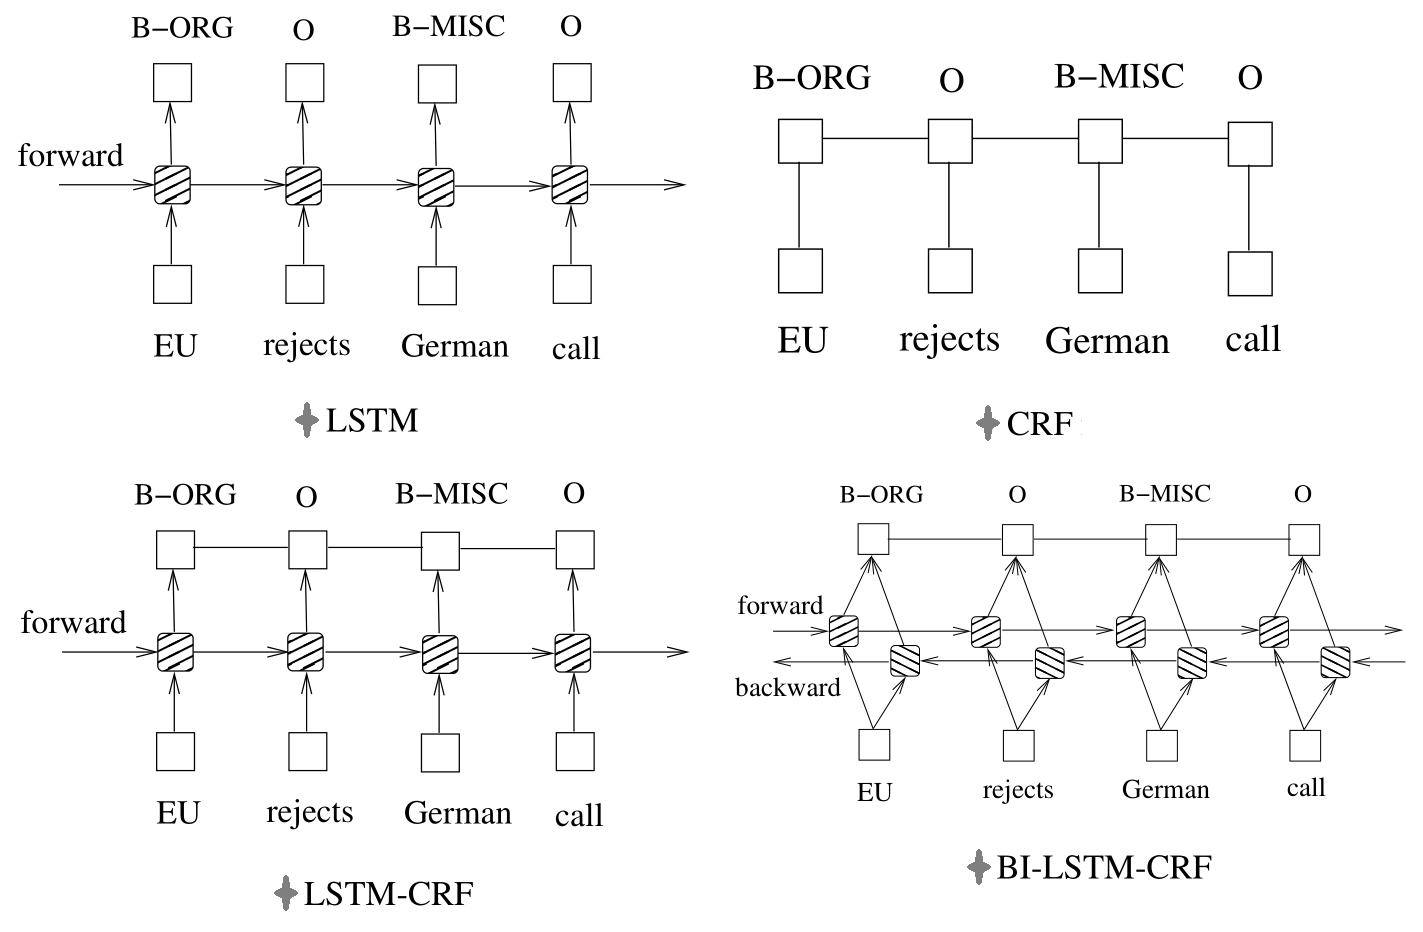 B−ORG O B−MISC O
forward
EU rejects German call
LSTM
B−ORG O B−MISC O
EU rejects German call
CRF
B−ORG O B−MISC O
forward
EU rejects German call
LSTM-CRF
B−ORG O B−MISC O
forward
backward
EU rejects German call
BI-LSTM-CRF